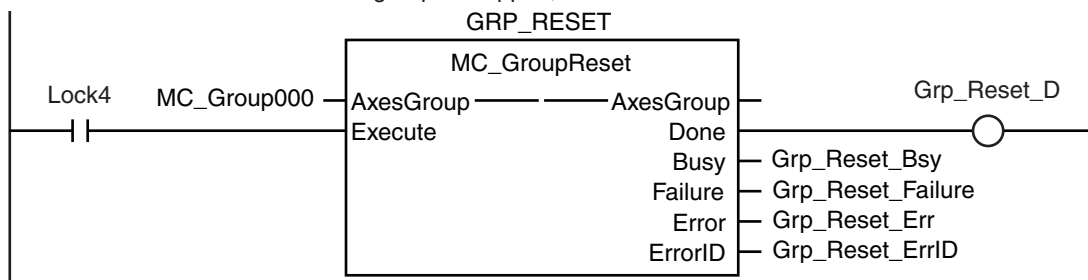 GRP_RESET
MC_GroupReset
Lock4
MC_Group000
AxesGroup
AxesGroup
Grp_Reset_D
Execute
Done
Busy
Grp_Reset_Bsy
Failure
Grp_Reset_Failure
Error
Grp_Reset_Err
ErrorID
Grp_Reset_ErrID